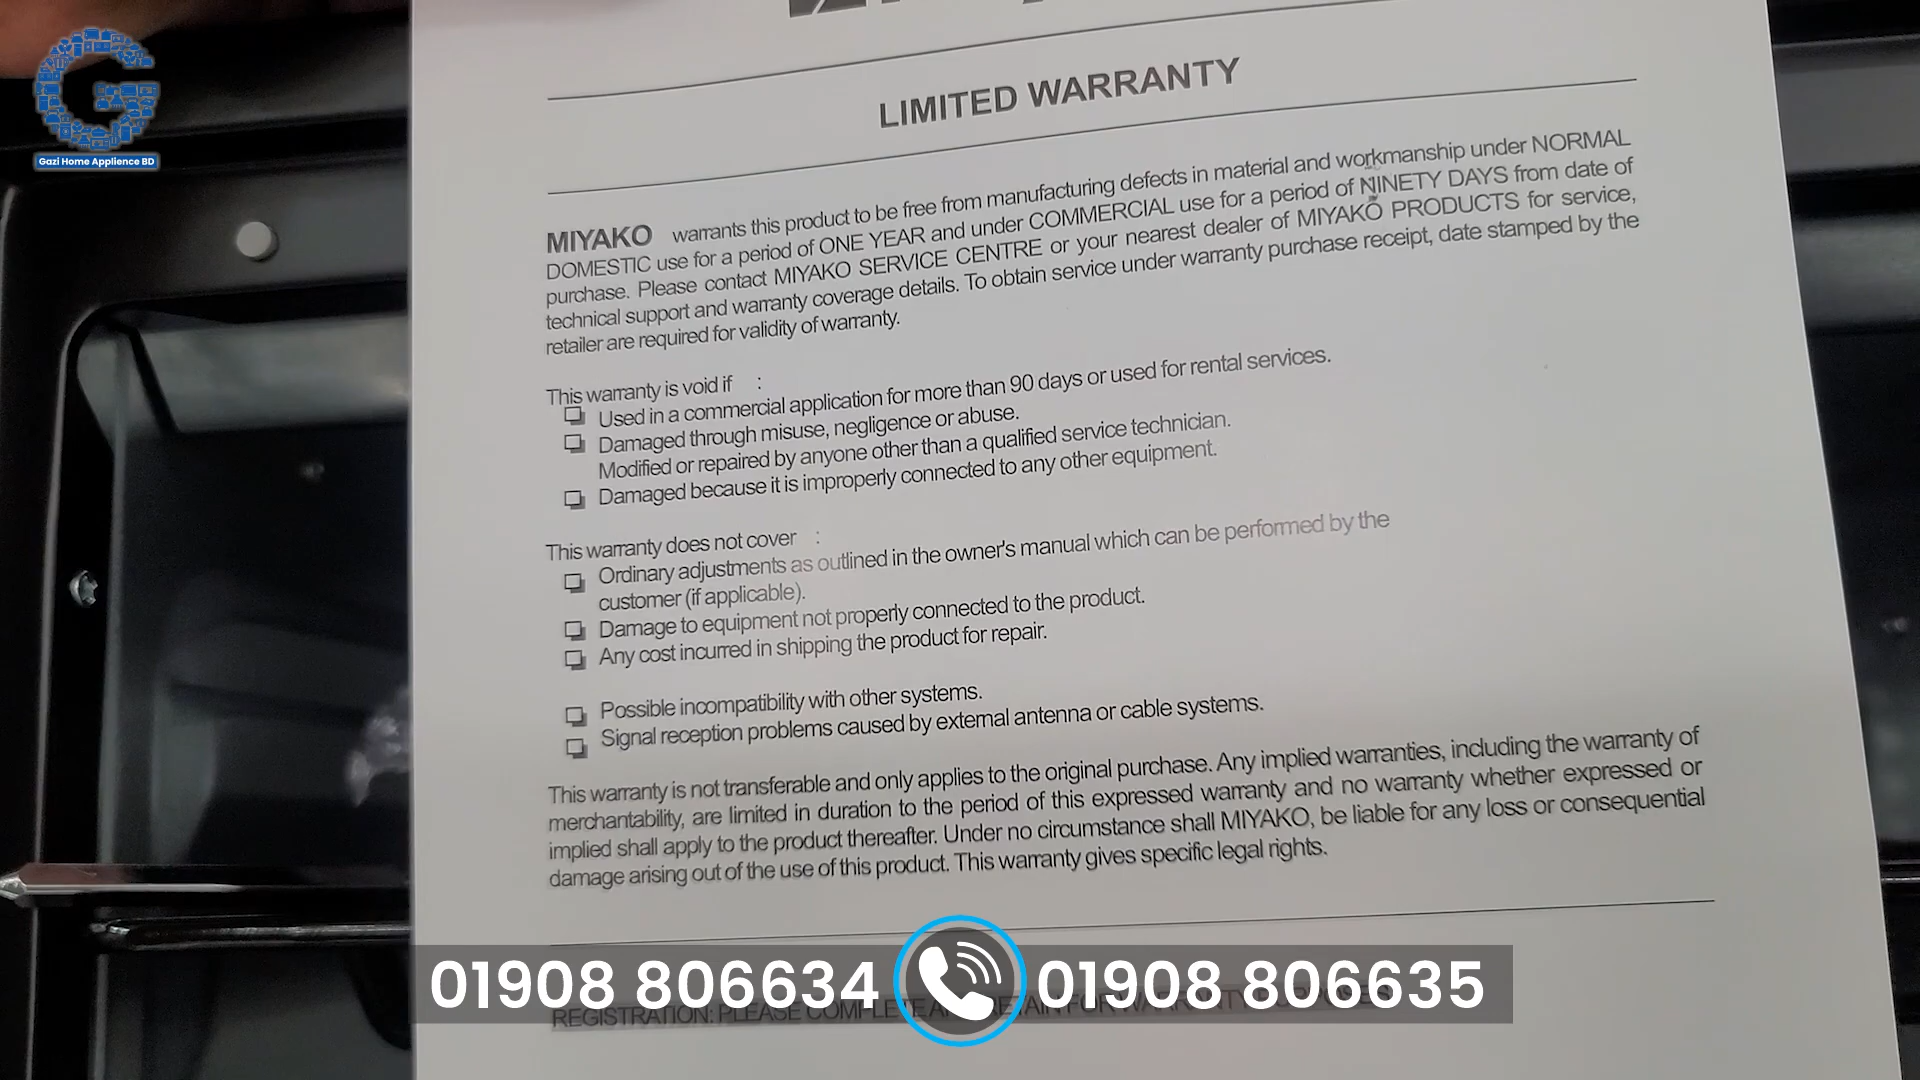 Gazi Home Applience BD
LIMITED WARRANTY
MIYAKO warrants this product to be free from manufacturing defects in material and workmanship under NORMAL
DOMESTIC use for a period of ONE YEAR and under COMMERCIAL use for a period of NINETY DAYS from date of
purchase. Please contact MIYAKO SERVICE CENTRE or your nearest dealer of MIYAKO PRODUCTS for service,
technical support and warranty coverage details. To obtain service under warranty purchase receipt, date stamped by the
retailer are required for validity of warranty.
This warranty is void if :
Used in a commercial application for more than 90 days or used for rental services.
Damaged through misuse, negligence or abuse.
Modified or repaired by anyone other than a qualified service technician.
Damaged because it is improperly connected to any other equipment.
This warranty does not cover :
Ordinary adjustments as outlined in the owner's manual which can be performed by the
customer (if applicable).
Damage to equipment not properly connected to the product.
Any cost incurred in shipping the product for repair.
Possible incompatibility with other systems.
Signal reception problems caused by external antenna or cable systems.
This warranty is not transferable and only applies to the original purchase. Any implied warranties, including the warranty of
merchantability, are limited in duration to the period of this expressed warranty and no warranty whether expressed or
implied shall apply to the product thereafter. Under no circumstance shall MIYAKO, be liable for any loss or consequential
damage arising out of the use of this product. This warranty gives specific legal rights.
01908 806634 01908 806635
REGISTRATION: PLEASE COMPLETE FOR WARRANTY